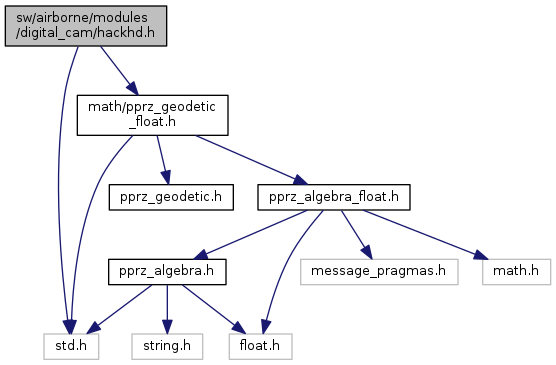 sw/airborne/modules
/digital_cam/hackhd.h
math/pprz_geodetic
_float.h
pprz_geodetic.h
pprz_algebra_float.h
pprz_algebra.h
message_pragmas.h
math.h
std.h
string.h
float.h